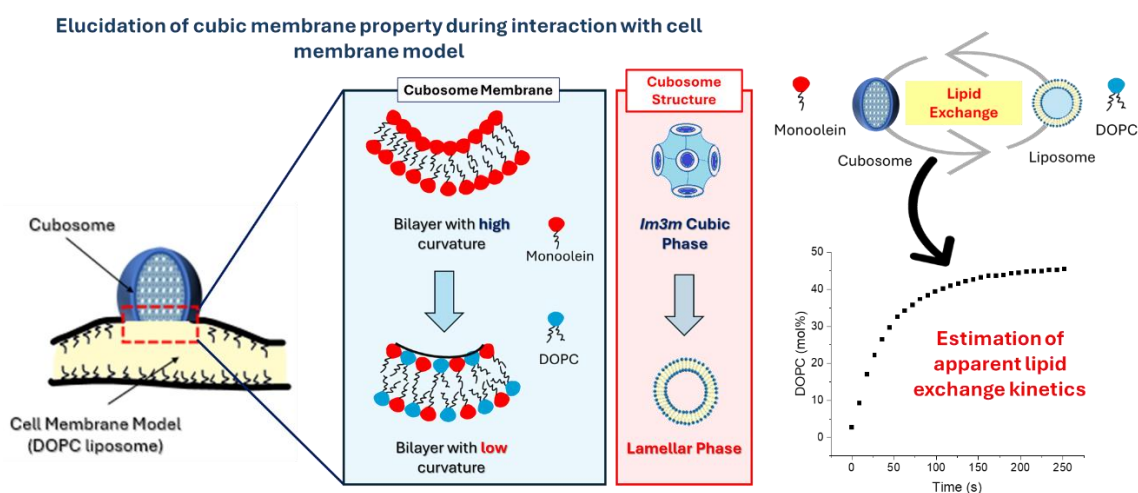 Elucidation of cubic membrane property during interaction with cell
membrane model
Cubosome
Cell Membrane Model
(DOPC liposome)
Cubosome Membrane
Bilayer with high
curvature
Monoolein
DOPC
Bilayer with low
curvature
Cubosome
Structure
Im3m Cubic
Phase
Lamellar Phase
Monoolein
Cubosome
Lipid
Exchange
Liposome
DOPC
DOPC (mol%)
50
40
30
20
10
0
Estimation of
apparent lipid
exchange kinetics
0
50
100
150
200
250
Time (s)